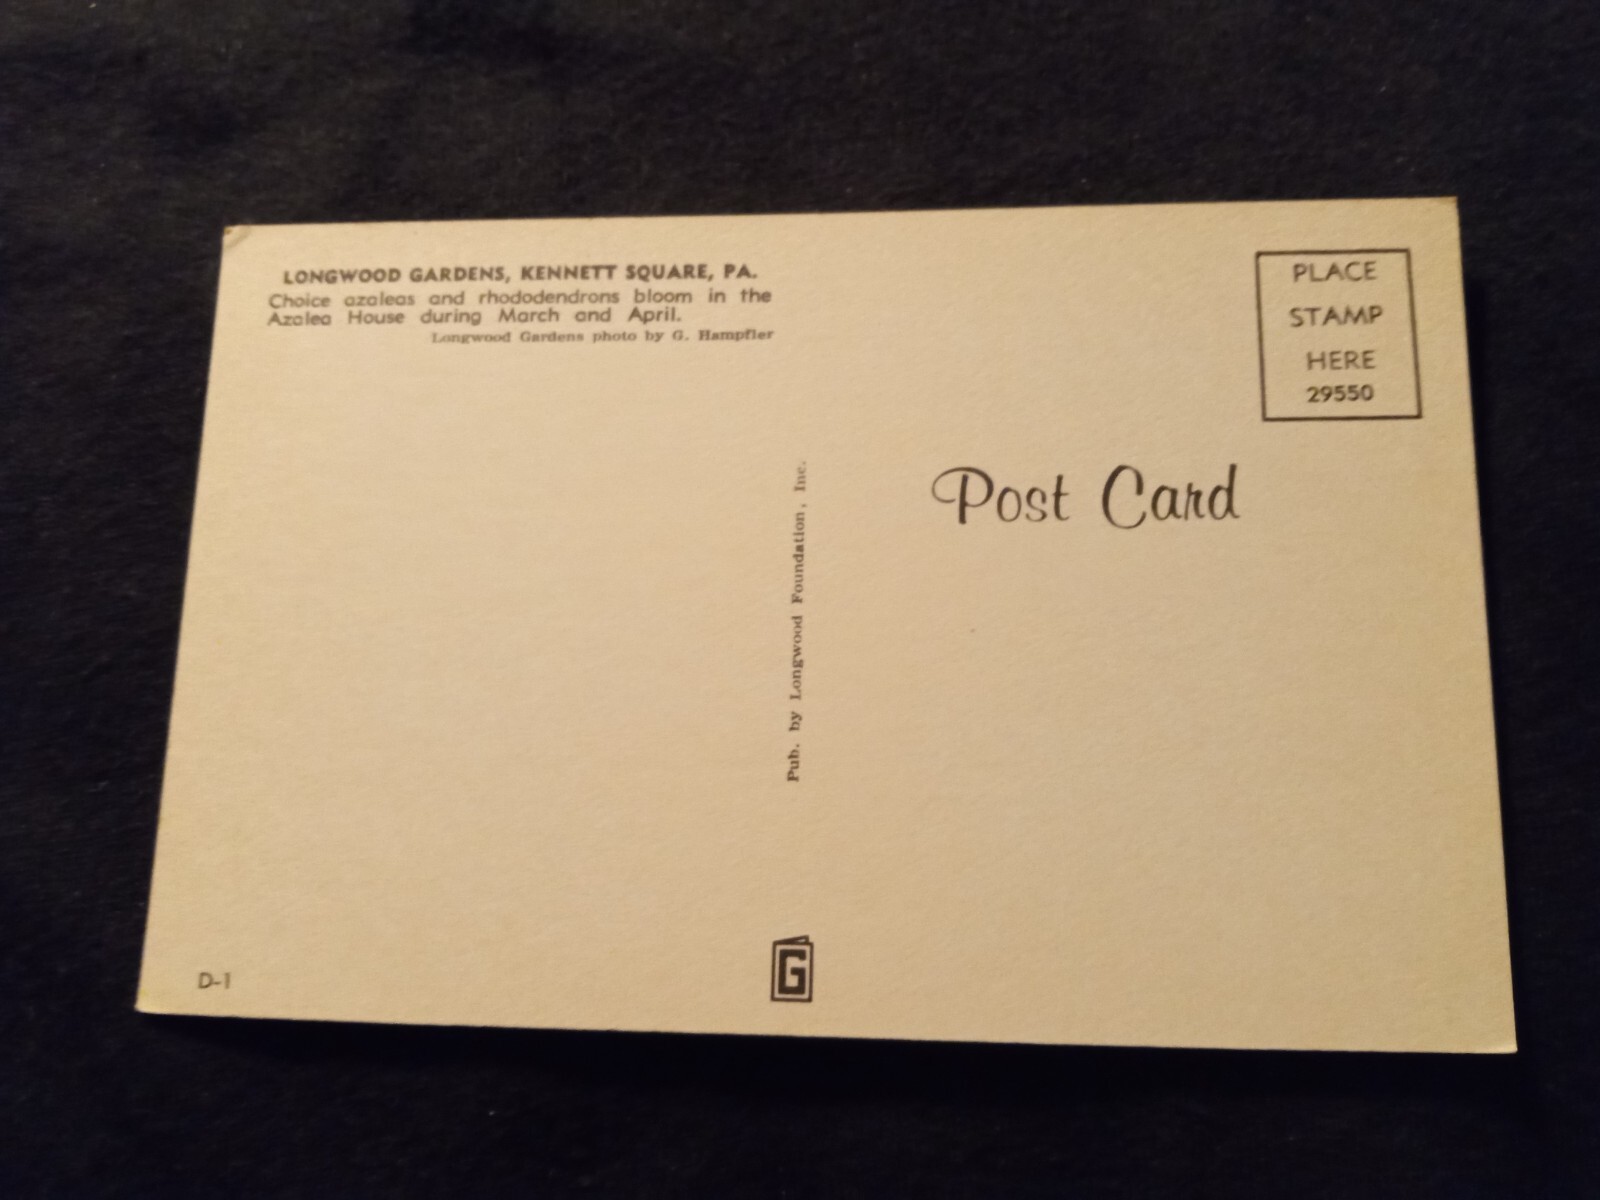 LONGWOOD GARDENS, KENNETT SQUARE, PA.
Choice azaleas and rhododendrons bloom in the
Azalea House during March and April.
Longwood Gardens photo by G. Hampfler
PLACE
STAMP
HERE
29550
Post Card
Pub. by Longwood Foundation, Inc.
D-1
G